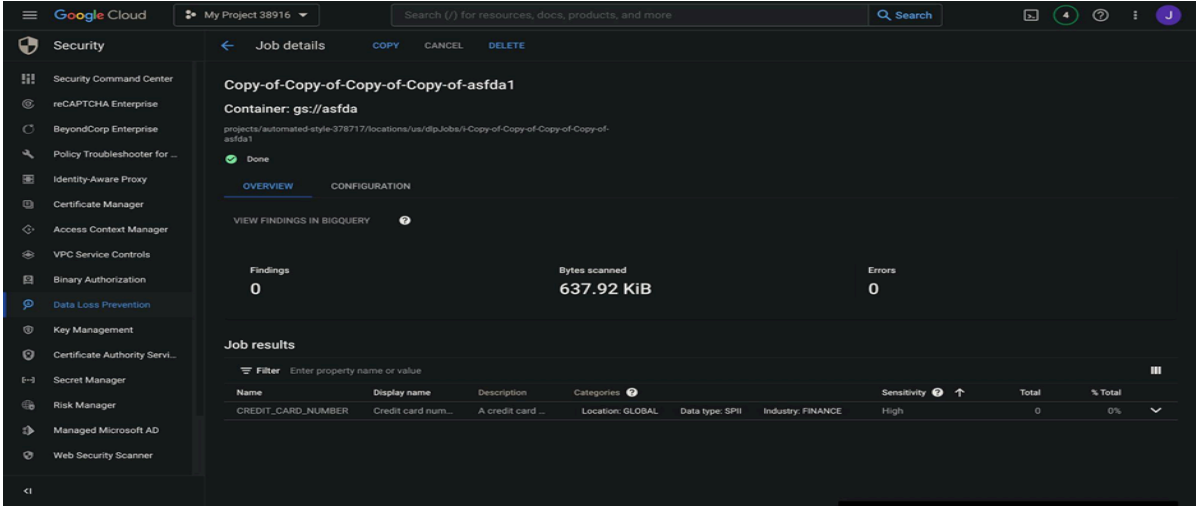 Google Cloud
My Project 38916
Search (/) for resources, docs, products, and more
Search
4
J
Security
Job details
COPY
CANCEL
DELETE
Security Command Center
reCAPTCHA Enterprise
BeyondCorp Enterprise
Policy Troubleshooter for ...
Identity-Aware Proxy
Certificate Manager
Access Context Manager
VPC Service Controls
Binary Authorization
Data Loss Prevention
Key Management
Certificate Authority Servi...
Secret Manager
Risk Manager
Managed Microsoft AD
Web Security Scanner
Copy-of-Copy-of-Copy-of-Copy-of-asfda1
Container: gs://asfda
projects/automated-style-378717/locations/us/dlpJobs/i-Copy-of-Copy-of-Copy-of-Copy-of-
asfda1
Done
OVERVIEW
CONFIGURATION
VIEW FINDINGS IN BIGQUERY
Findings
0
Bytes scanned
637.92 KiB
Errors
0
Job results
Filter Enter property name or value
Name Display name Description Categories Sensitivity Total % Total
CREDIT_CARD_NUMBER Credit card num... A credit card ... Location: GLOBAL Data type: SPII Industry: FINANCE High 0 0%